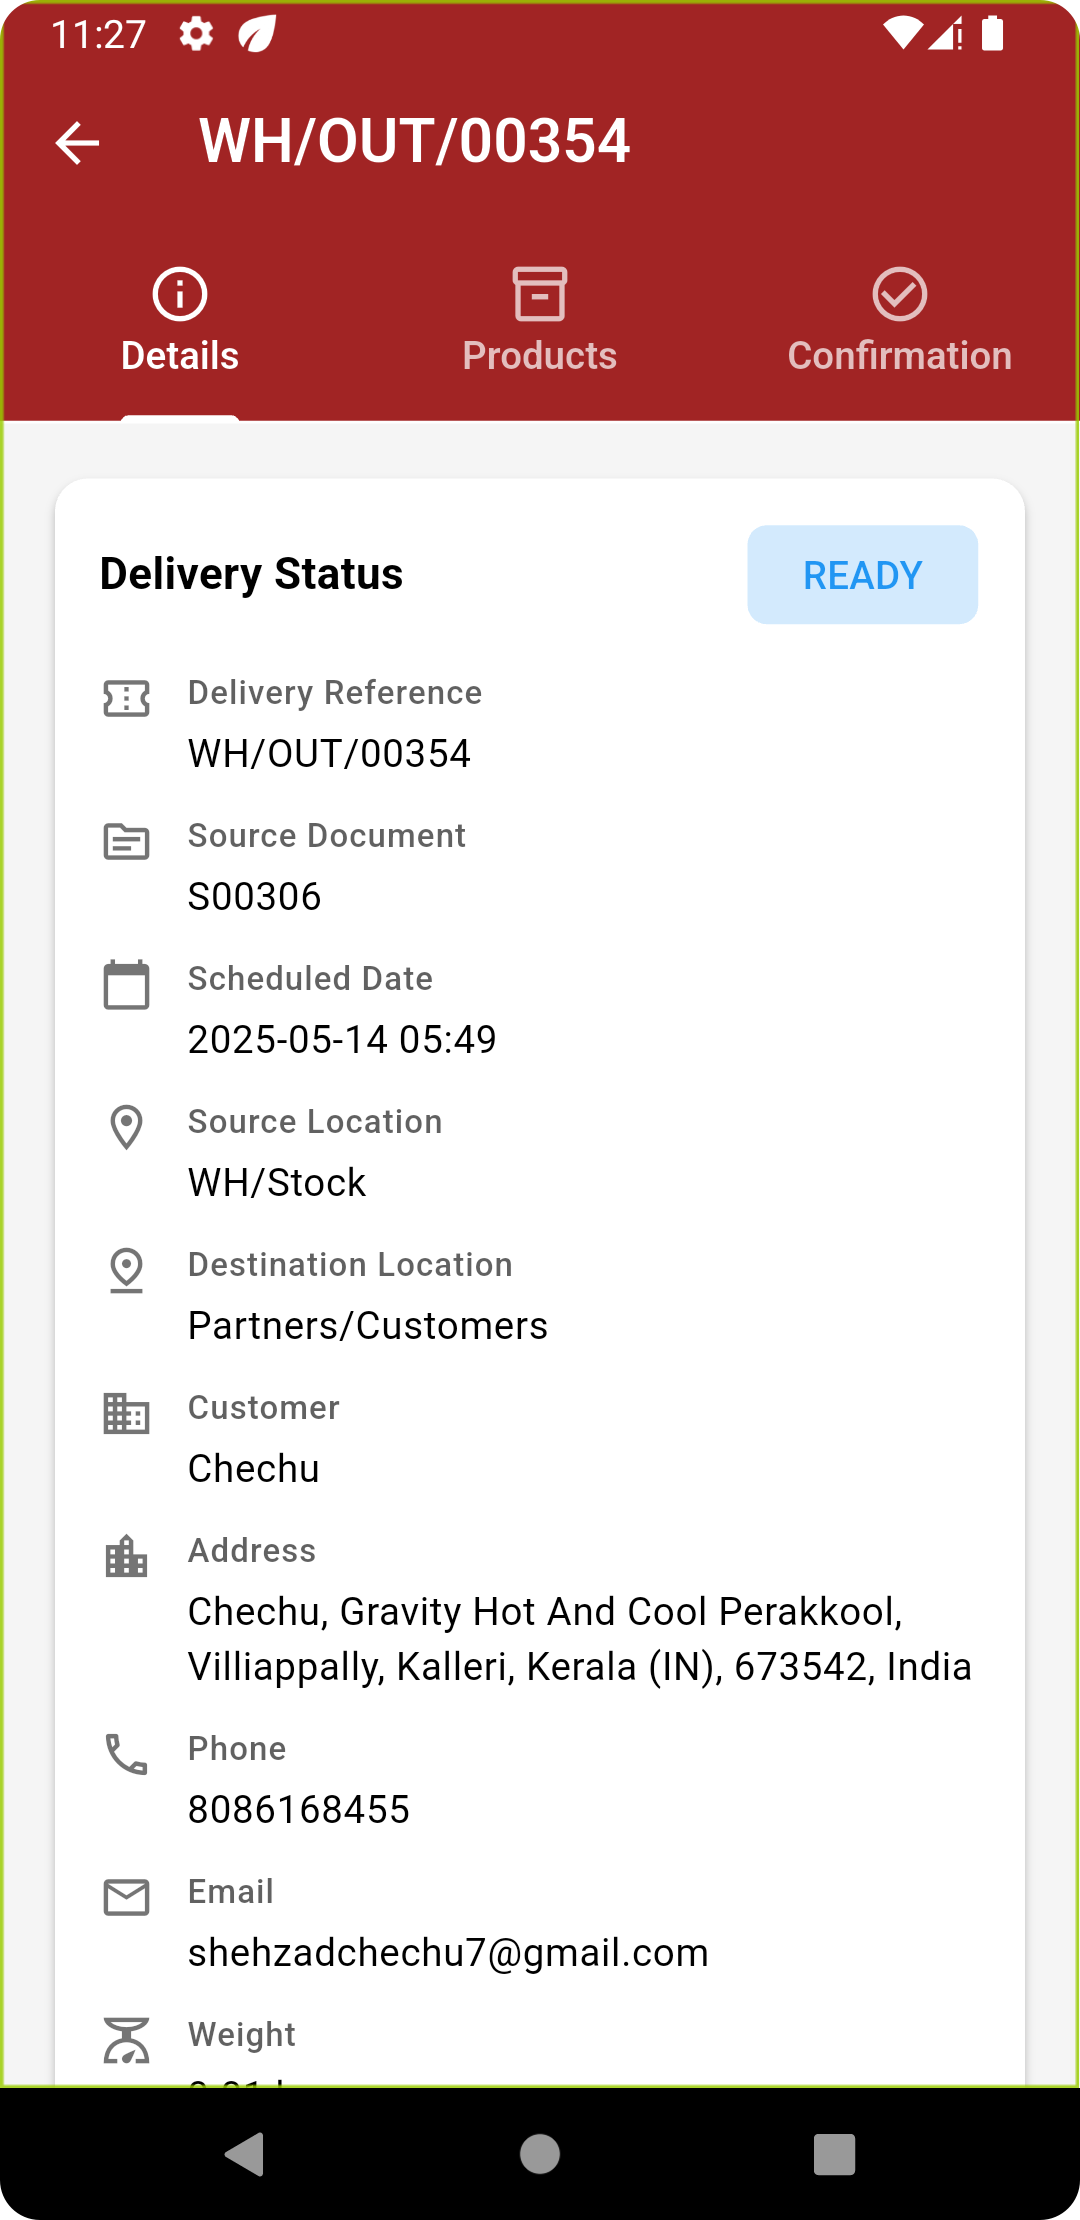 11:27
WH/OUT/00354
Details
Products
Confirmation
Delivery Status
READY
Delivery Reference
WH/OUT/00354
Source Document
S00306
Scheduled Date
2025-05-14 05:49
Source Location
WH/Stock
Destination Location
Partners/Customers
Customer
Chechu
Address
Chechu, Gravity Hot And Cool Perakkool,
Villiappally, Kalleri, Kerala (IN), 673542, India
Phone
8086168455
Email
shehzadchechu7@gmail.com
Weight